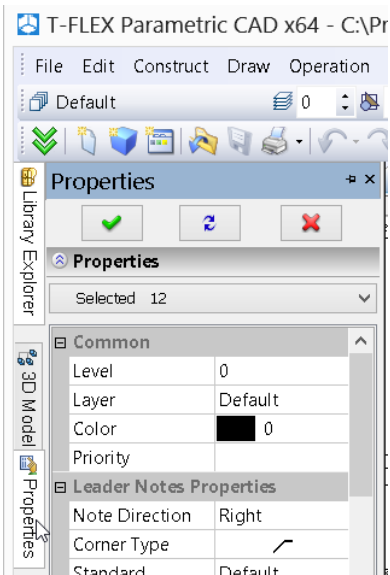 T-FLEX Parametric CAD x64 - C:\Pr
File Edit Construct Draw Operation
Default 0
Library Explorer
3D Model
Properties
Properties
Properties
Selected 12
Common
Level 0
Layer Default
Color 0
Priority
Leader Notes Properties
Note Direction Right
Corner Type
Standard Default